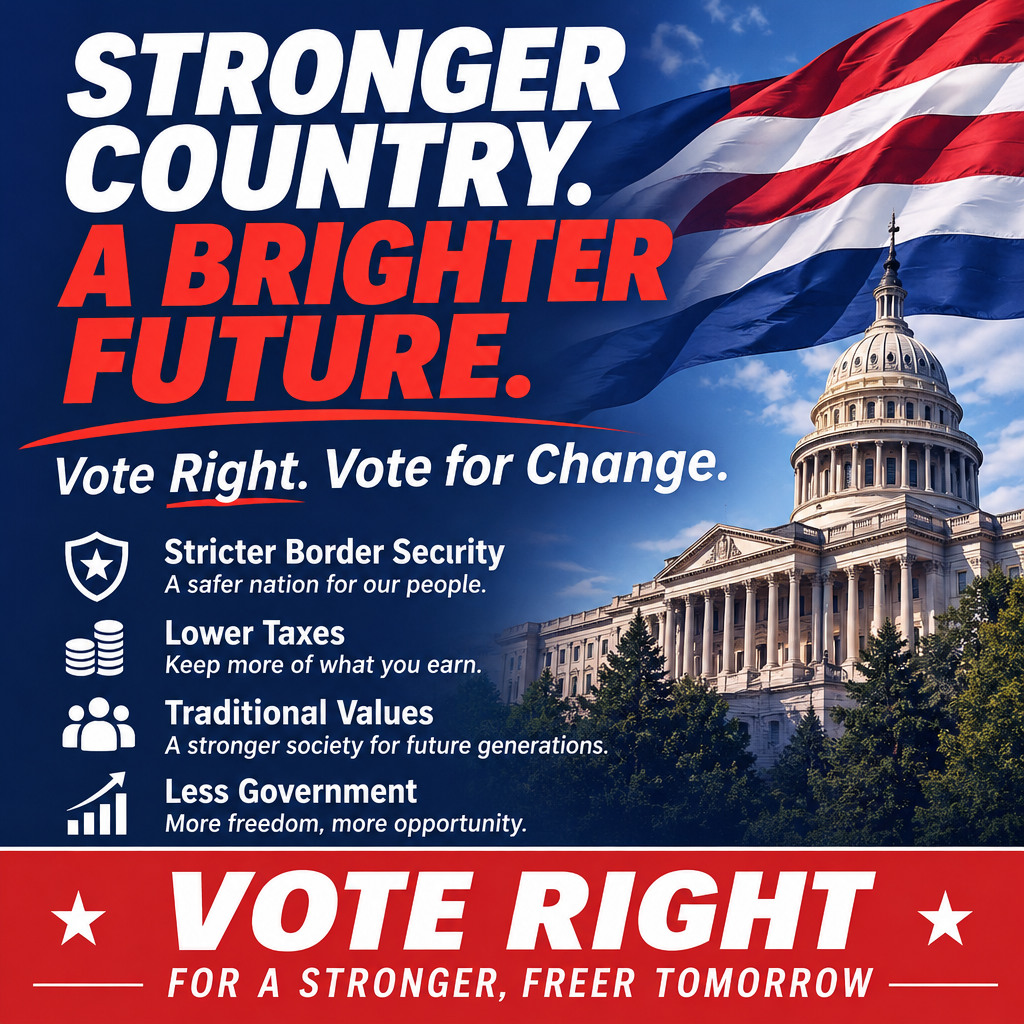 STRONGER
COUNTRY.
A BRIGHTER
FUTURE.
Vote Right. Vote for Change.
Stricter Border Security
A safer nation for our people.
Lower Taxes
Keep more of what you earn.
Traditional Values
A stronger society for future generations.
Less Government
More freedom, more opportunity.
VOTE RIGHT
FOR A STRONGER, FREER TOMORROW